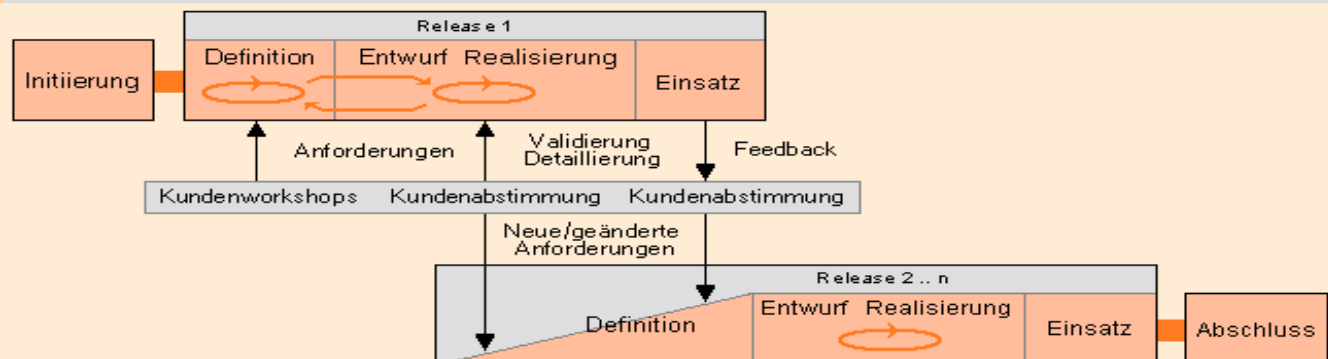 Release 1
Initiierung
Definition
Entwurf Realisierung
Einsatz
Anforderungen
Validierung
Detaillierung
Feedback
Kundenworkshops
Kundenabstimmung
Kundenabstimmung
Neue/geänderte
Anforderungen
Release 2 .. n
Definition
Entwurf Realisierung
Einsatz
Abschluss